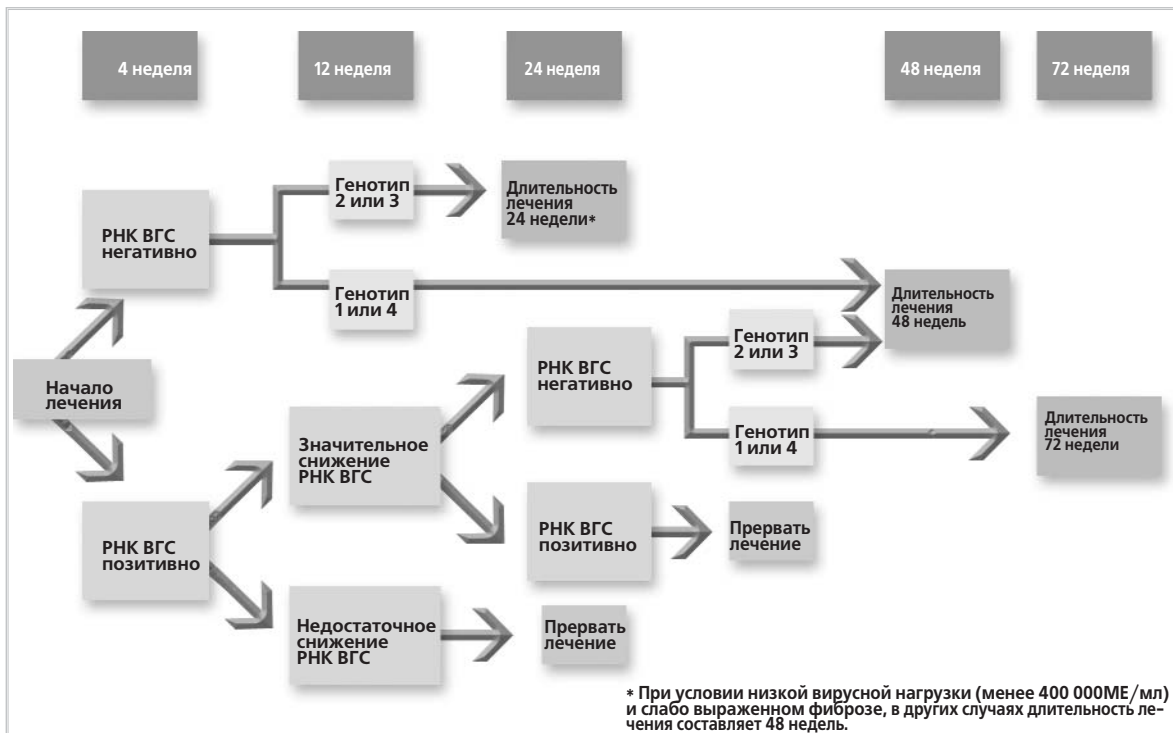 4 неделя
12 неделя
24 неделя
48 неделя
72 неделя
Генотип
2 или 3
Длительность
лечения
24 недели*
РНК ВГС
негативно
Генотип
1 или 4
Длительность
лечения
48 недель
Генотип
2 или 3
РНК ВГС
негативно
Начало
лечения
Генотип
1 или 4
Длительность
лечения
72 недели
Значительное
снижение
РНК ВГС
РНК ВГС
позитивно
РНК ВГС
позитивно
Прервать
лечение
Недостаточное
снижение
РНК ВГС
Прервать
лечение
* При условии низкой вирусной нагрузки (менее 400 000МЕ/мл)
и слабо выраженном фиброзе, в других случаях длительность ле-
чения составляет 48 недель.